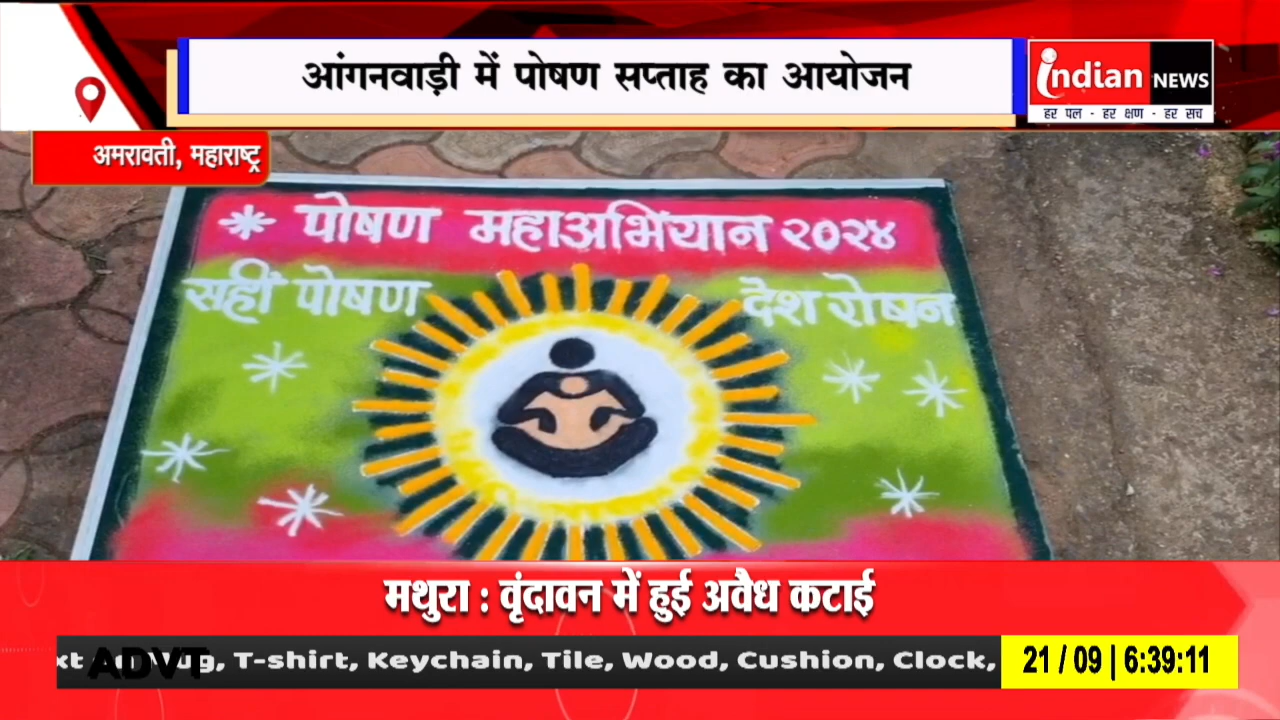 आंगनवाड़ी में पोषण सप्ताह का आयोजन
indian NEWS
हर पल - हर क्षण - हर सच
अमरावती, महाराष्ट्र
पोषण महाअभियान २०२४
सही पोषण देश रोषन
मथुरा : वृंदावन में हुई अवैध कटाई
ADVT
T-shirt, Keychain, Tile, Wood, Cushion, Clock,
21 / 09 | 6:39:11